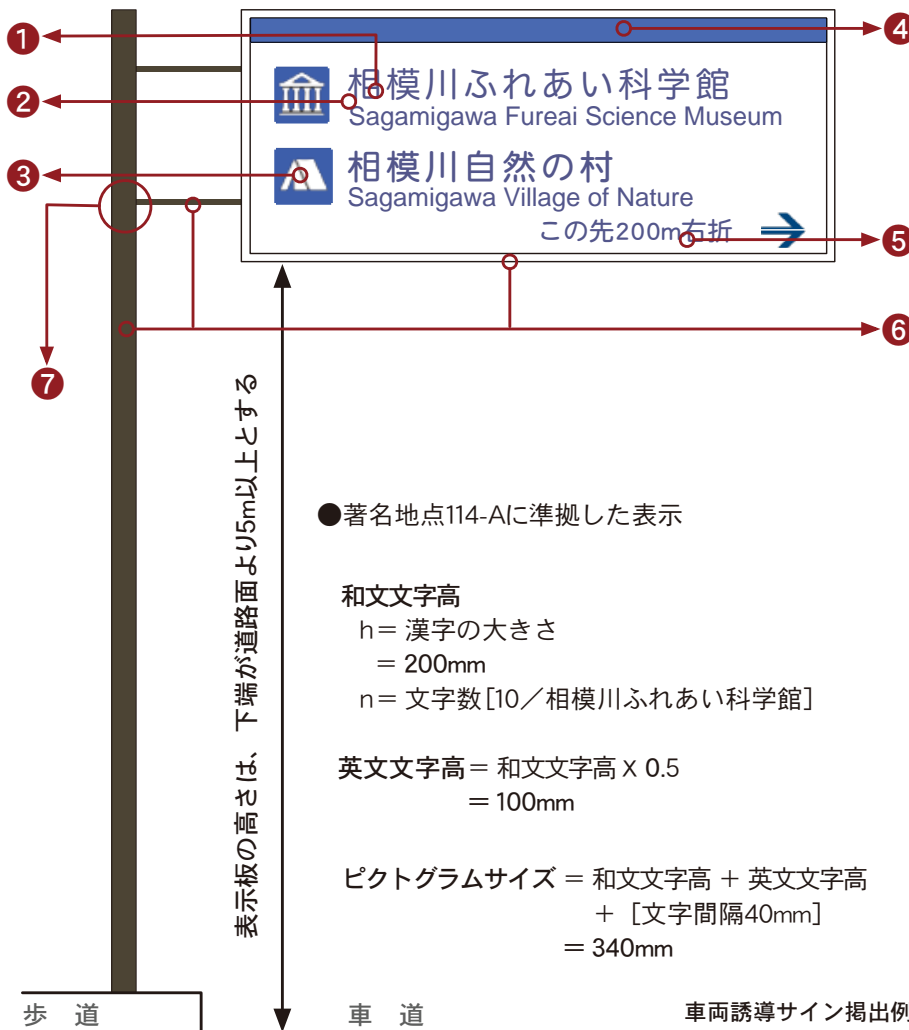 ❶
❹
❷
相模川ふれあい科学館
Sagamigawa Fureai Science Museum
❸
相模川自然の村
Sagamigawa Village of Nature
この先200m右折
❺
❻
❼
表示板の高さは、下端が道路面より5m以上とする
●著名地点114-Aに準拠した表示
和文文字高
h＝漢字の大きさ
＝200mm
n＝文字数[10／相模川ふれあい科学館]
英文文字高＝和文文字高 X 0.5
＝100mm
ピクトグラムサイズ＝和文文字高＋英文文字高
＋[文字間隔40mm]
＝340mm
歩 道
車 道
車両誘導サイン掲出例